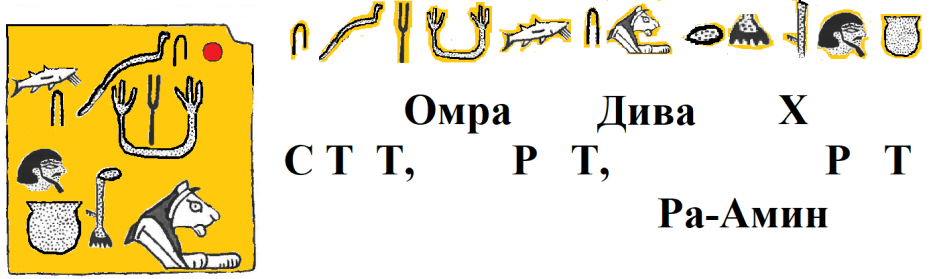 Омра Дива Х
С Т Т, Р Т, Р Т
Ра-Амин